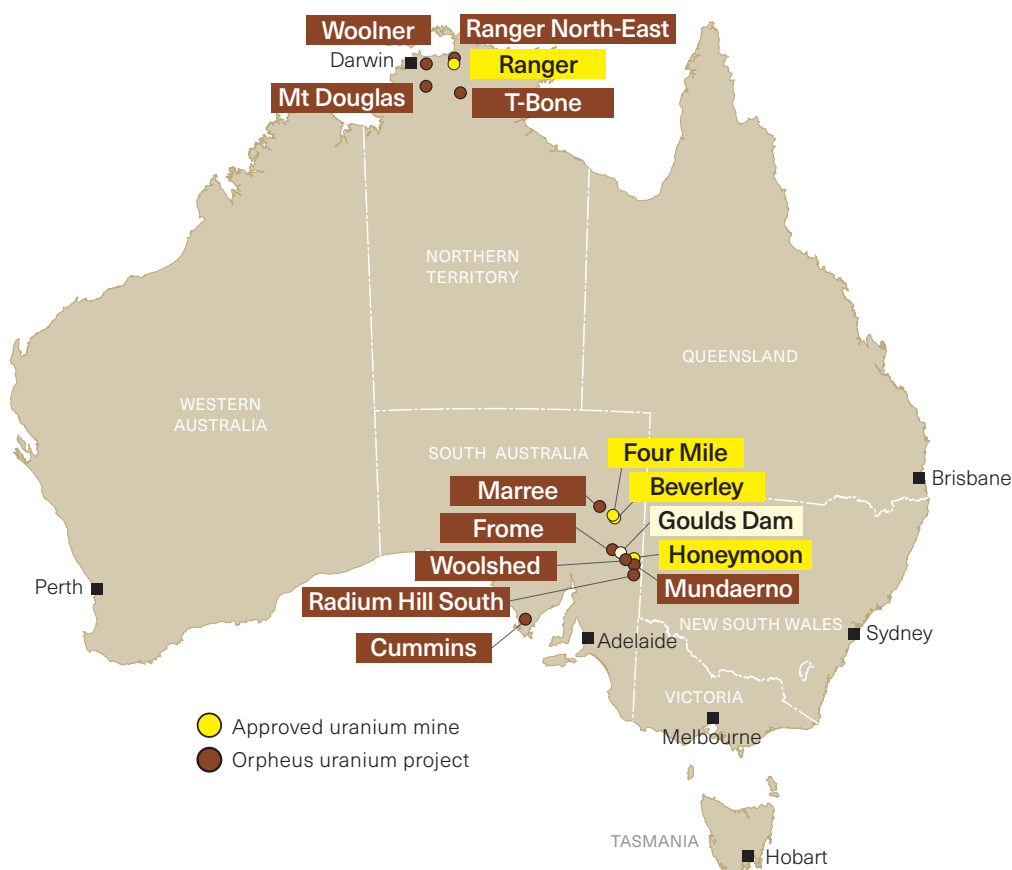 Woolner
Ranger North-East
Darwin
Ranger
Mt Douglas
T-Bone
NORTHERN
TERRITORY
QUEENSLAND
WESTERN
AUSTRALIA
SOUTH AUSTRALIA
Four Mile
Marree
Beverley
Brisbane
Frome
Goulds Dam
Woolshed
Honeymoon
Perth
Mundaerno
Radium Hill South
NEW SOUTH WALES
Sydney
Cummins
Adelaide
VICTORIA
Approved uranium mine
Melbourne
Orpheus uranium project
TASMANIA
Hobart